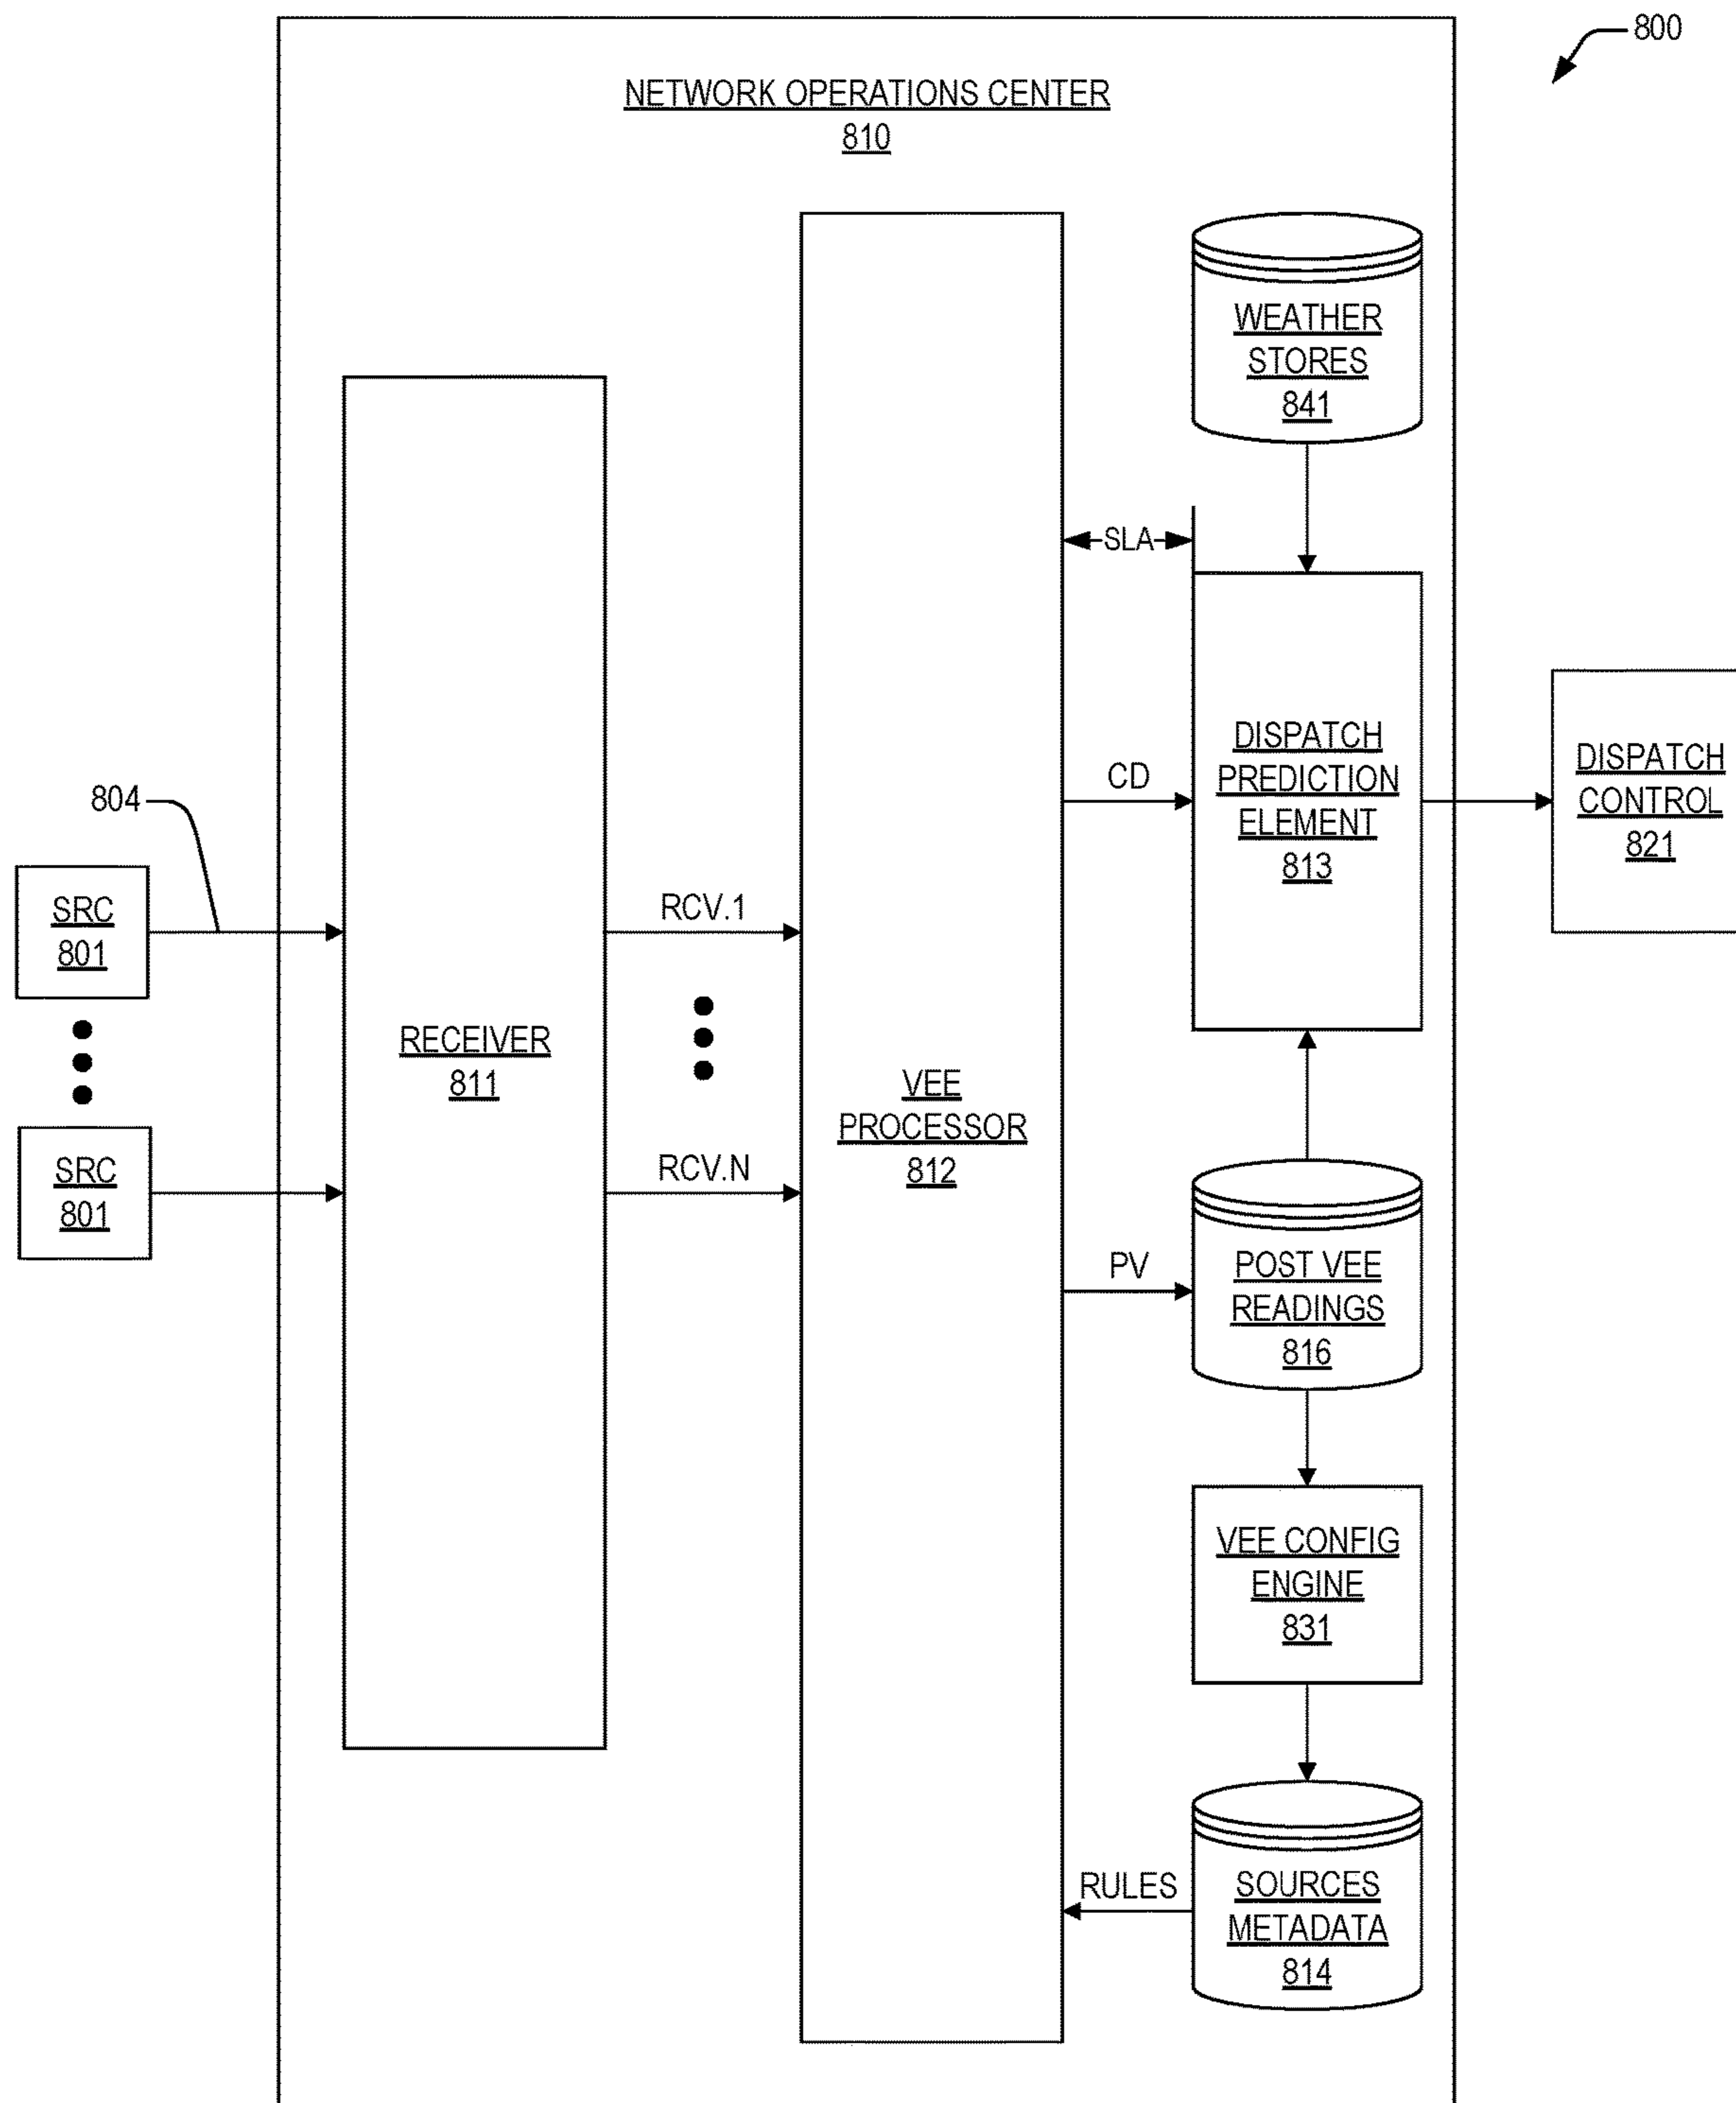 800
NETWORK OPERATIONS CENTER
810
WEATHER
STORES
841
SLA
DISPATCH
PREDICTION
ELEMENT
813
CD
DISPATCH
CONTROL
821
804
SRC
801
RCV.1
RECEIVER
811
VEE
PROCESSOR
812
SRC
801
RCV.N
PV
POST VEE
READINGS
816
VEE CONFIG
ENGINE
831
RULES
SOURCES
METADATA
814